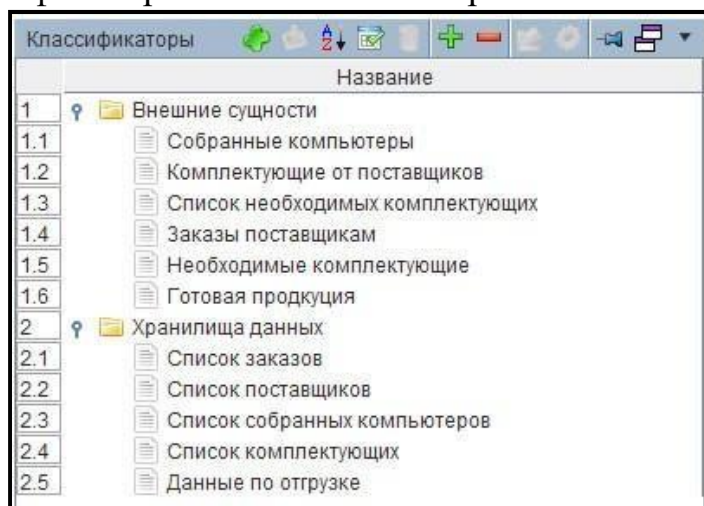 Классификаторы
Название
1 Внешние сущности
1.1 Собранные компьютеры
1.2 Комплектующие от поставщиков
1.3 Список необходимых комплектующих
1.4 Заказы поставщикам
1.5 Необходимые комплектующие
1.6 Готовая продкуция
2 Хранилища данных
2.1 Список заказов
2.2 Список поставщиков
2.3 Список собранных компьютеров
2.4 Список комплектующих
2.5 Данные по отгрузке